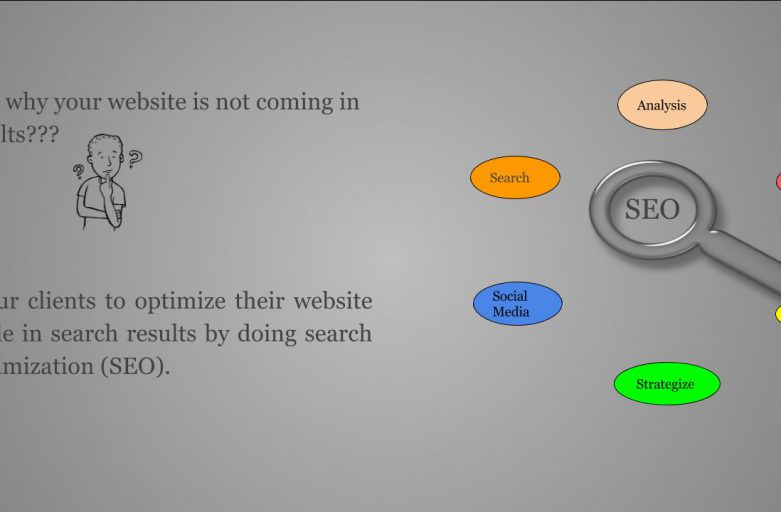 why your website is not coming in
lts???
ur clients to optimize their website
le in search results by doing search
imization (SEO).
Analysis
Search
SEO
Social
Media
Strategize